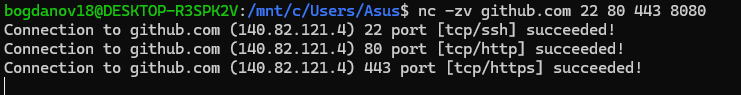 bogdanov18@DESKTOP-R3SPK2V:/mnt/c/Users/Asus$ nc -zv github.com 22 80 443 8080
Connection to github.com (140.82.121.4) 22 port [tcp/ssh] succeeded!
Connection to github.com (140.82.121.4) 80 port [tcp/http] succeeded!
Connection to github.com (140.82.121.4) 443 port [tcp/https] succeeded!